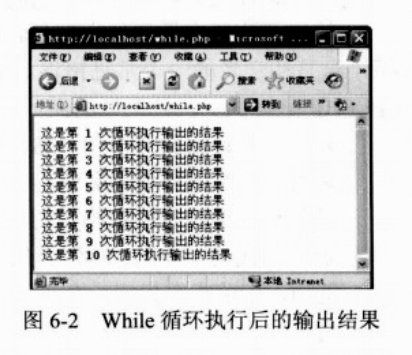 http://localhost/while.php - Microsoft ...
文件(F) 编辑(E) 查看(V) 收藏(A) 工具(T) 帮助(H) »
后退 搜索 收藏夹 »
地址(D) http://localhost/while.php 转到 链接 »
这是第 1 次循环执行输出的结果
这是第 2 次循环执行输出的结果
这是第 3 次循环执行输出的结果
这是第 4 次循环执行输出的结果
这是第 5 次循环执行输出的结果
这是第 6 次循环执行输出的结果
这是第 7 次循环执行输出的结果
这是第 8 次循环执行输出的结果
这是第 9 次循环执行输出的结果
这是第 10 次循环执行输出的结果
完毕 本地 Intranet
图 6-2 While 循环执行后的输出结果